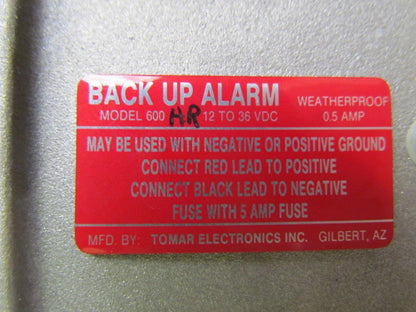 BACK UP ALARM WEATHERPROOF
MODEL 600 HR 12 TO 36 VDC 0.5 AMP
MAY BE USED WITH NEGATIVE OR POSITIVE GROUND
CONNECT RED LEAD TO POSITIVE
CONNECT BLACK LEAD TO NEGATIVE
FUSE WITH 5 AMP FUSE
MFD. BY: TOMAR ELECTRONICS INC. GILBERT, AZ